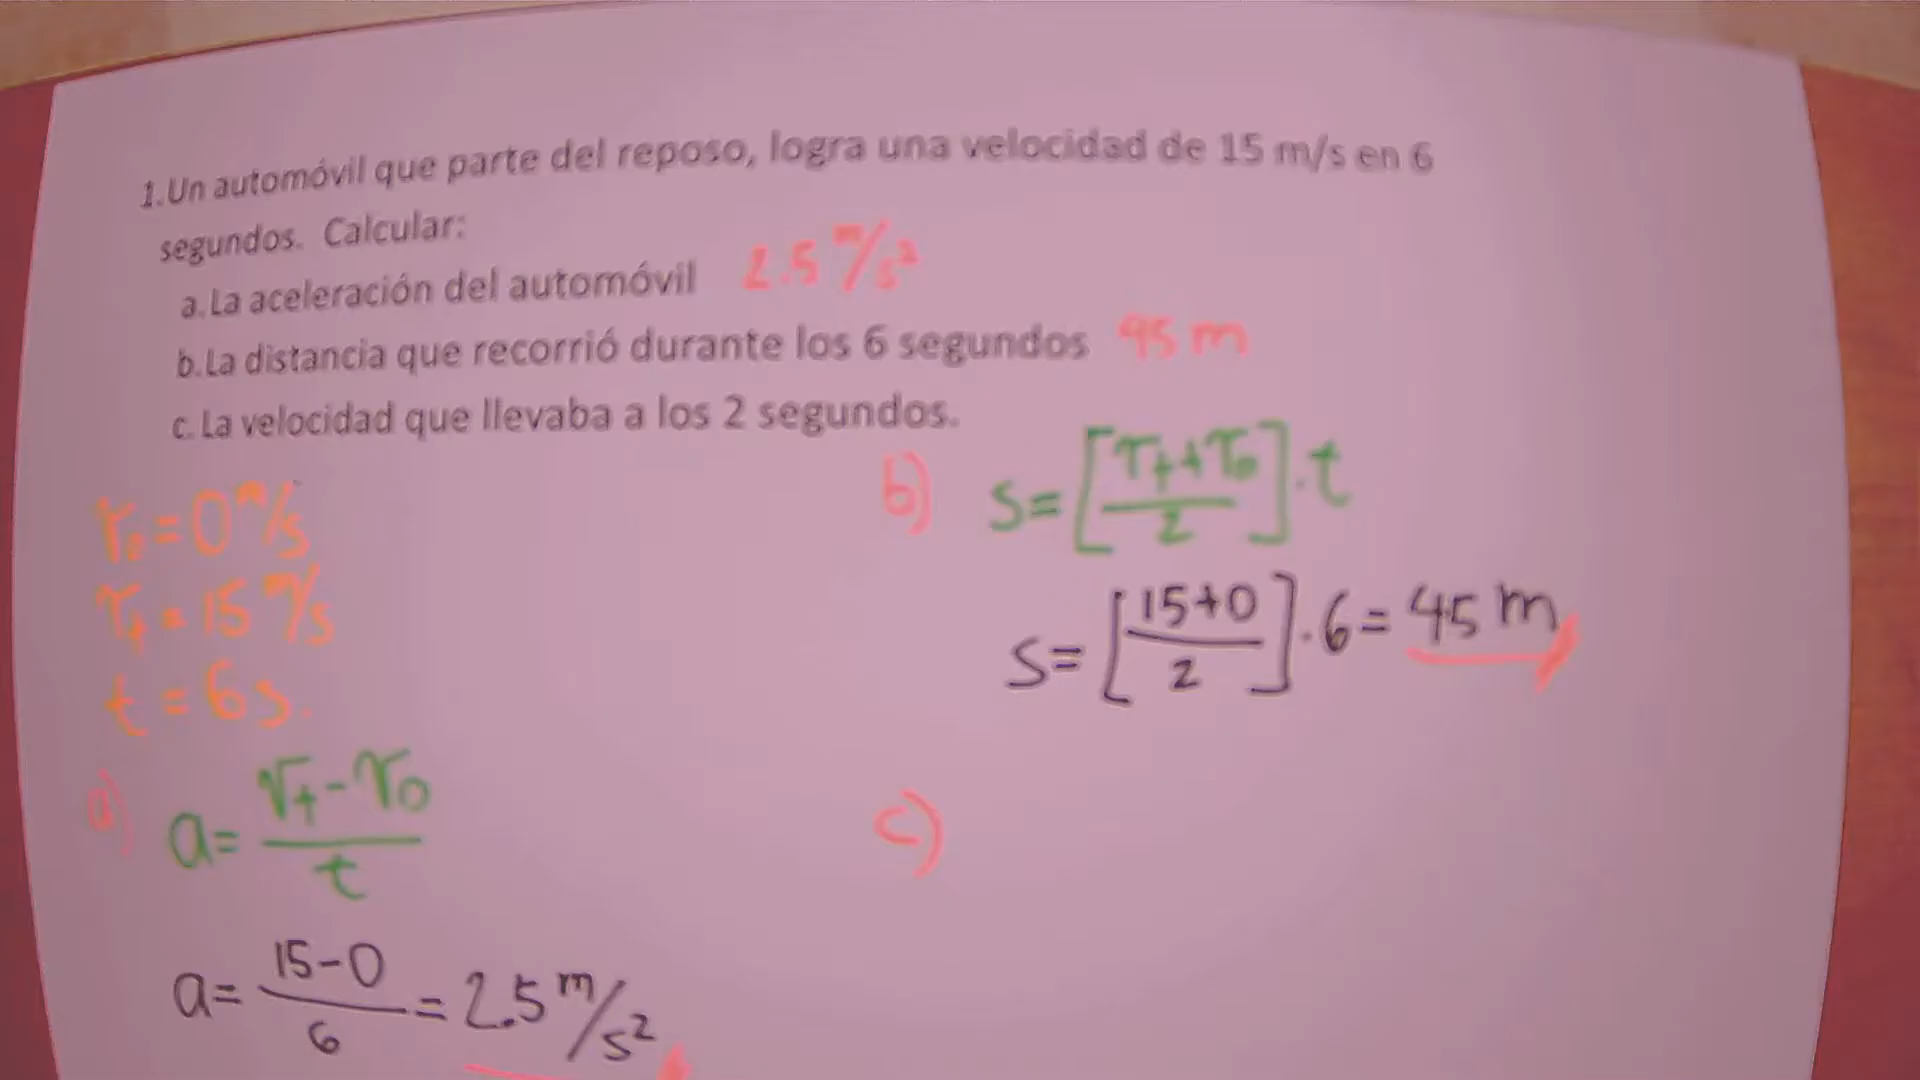 1. Un automóvil que parte del reposo, logra una velocidad de 15 m/s en 6
segundos. Calcular:
a. La aceleración del automóvil 2.5 m/s²
b. La distancia que recorrió durante los 6 segundos 45 m
c. La velocidad que llevaba a los 2 segundos.
v₀ = 0 m/s
v_f = 15 m/s
t = 6 s.
a)
a = (v_f - v₀) / t
a = (15 - 0) / 6 = 2.5 m/s²
b)
s = [(v_f + v₀) / 2] · t
s = [(15 + 0) / 2] · 6 = 45 m
c)